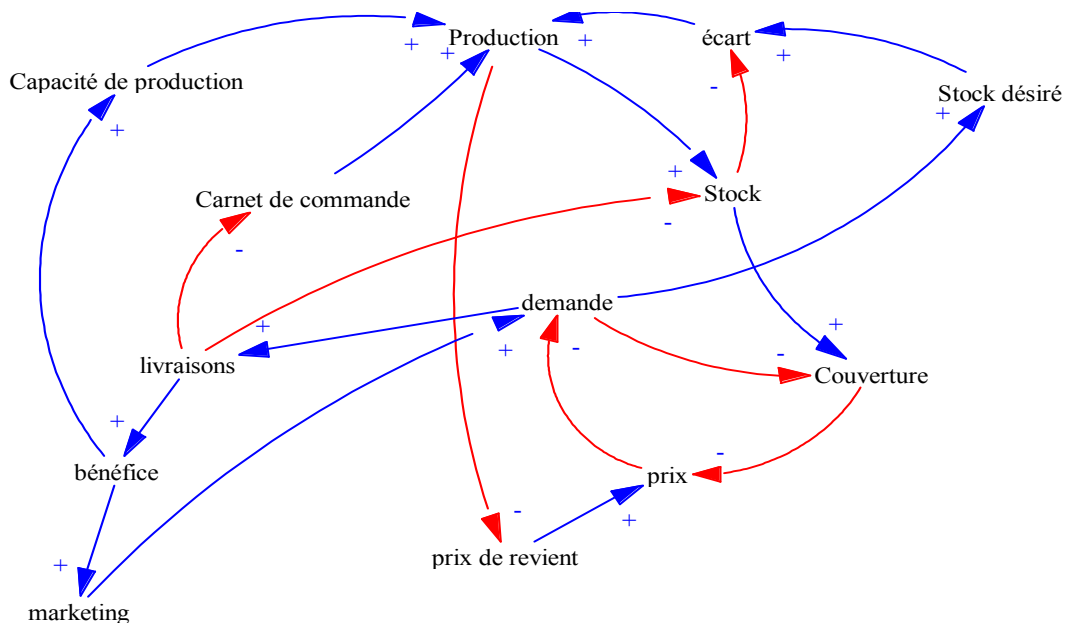 Production
écart
+
+
+
+
Capacité de production
Stock désiré
-
+
+
+
Carnet de commande
Stock
-
-
demande
+
+
+
-
-
livraisons
Couverture
+
-
bénéfice
prix
-
+
+
prix de revient
marketing